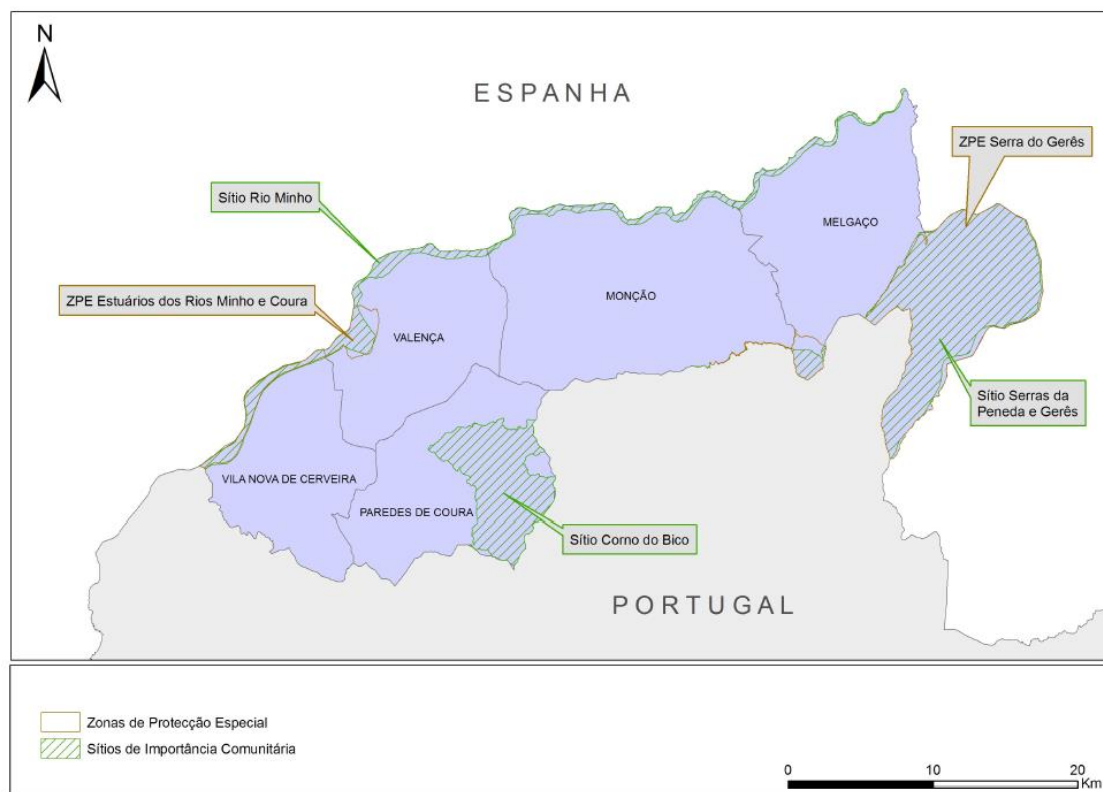 N
ESPANHA
ZPE Serra do Gerês
Sítio Rio Minho
MELGAÇO
ZPE Estuários dos Rios Minho e Coura
MONÇÃO
VALENÇA
Sítio Serras da
Peneda e Gerês
VILA NOVA DE CERVEIRA
PAREDES DE COURA
Sítio Corno do Bico
PORTUGAL
Zonas de Protecção Especial
Sítios de Importância Comunitária
0 10 20
Km